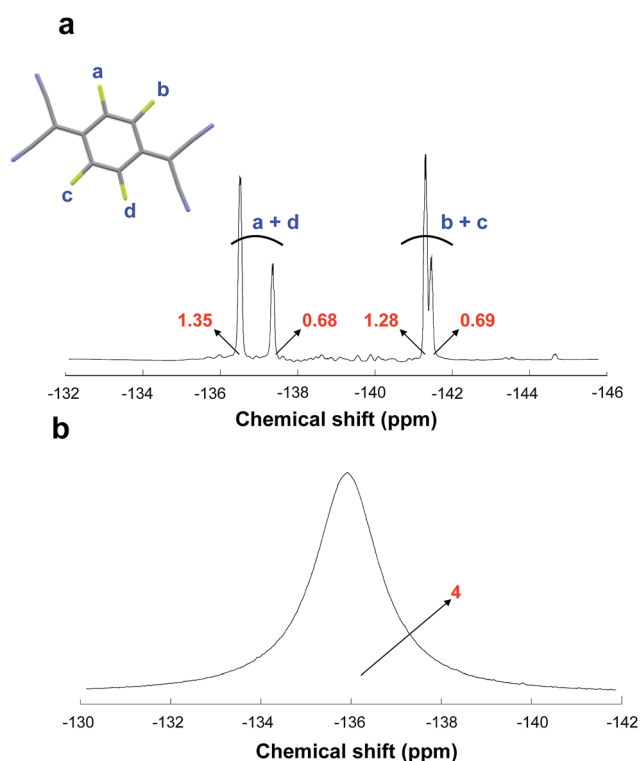 a
a
b
c
d
a + d
b + c
1.35
0.68
1.28
0.69
-132
-134
-136
-138
-140
-142
-144
-146
Chemical shift (ppm)
b
4
-130
-132
-134
-136
-138
-140
-142
Chemical shift (ppm)